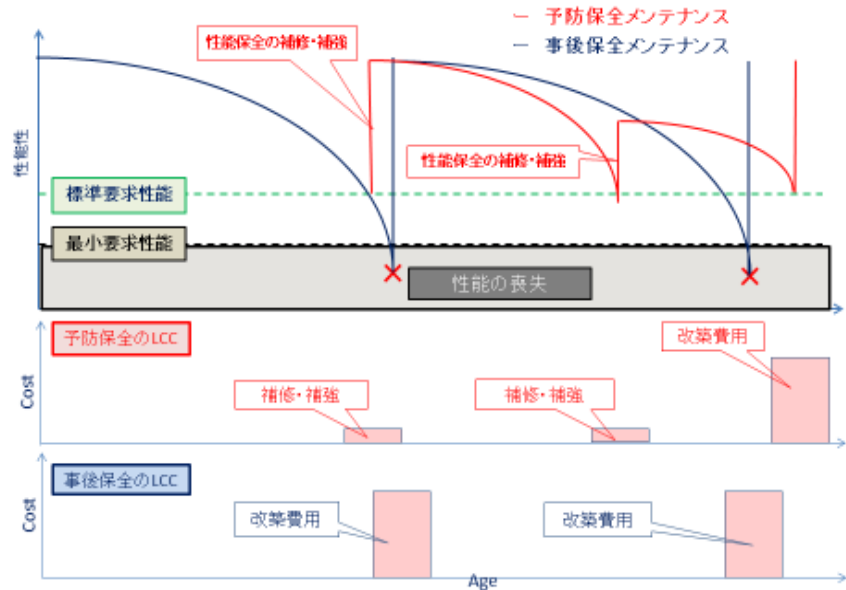 予防保全メンテナンス
事後保全メンテナンス
性能保全の補修・補強
性能性
性能保全の補修・補強
標準要求性能
最小要求性能
性能の喪失
予防保全のLCC
改築費用
Cost
補修・補強
補修・補強
事後保全のLCC
Cost
改築費用
改築費用
Age